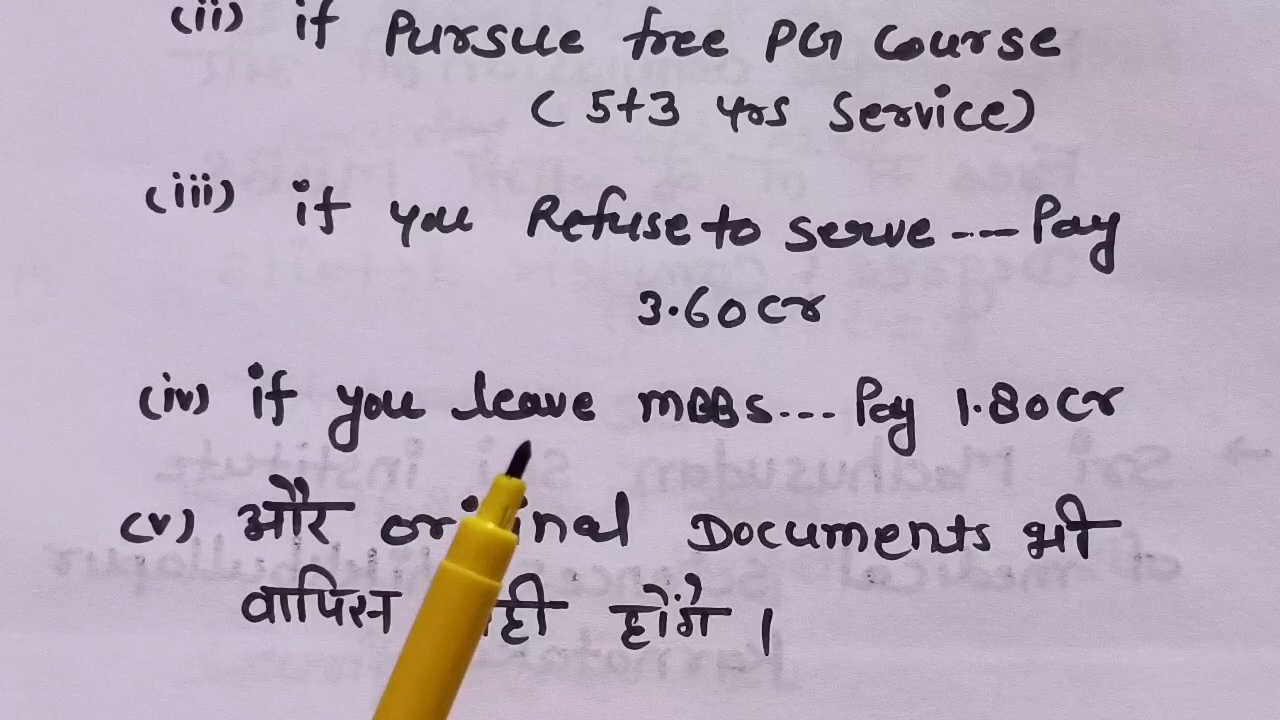 (ii) if Pursue free PG Course
(5+3 yrs Service)
(iii) if you Refuse to serve --- Pay
3.60 Cr
(iv) if you leave MBBS... Pay 1.80 Cr
(v) और original Documents भी
वापिस नही होंगे ।